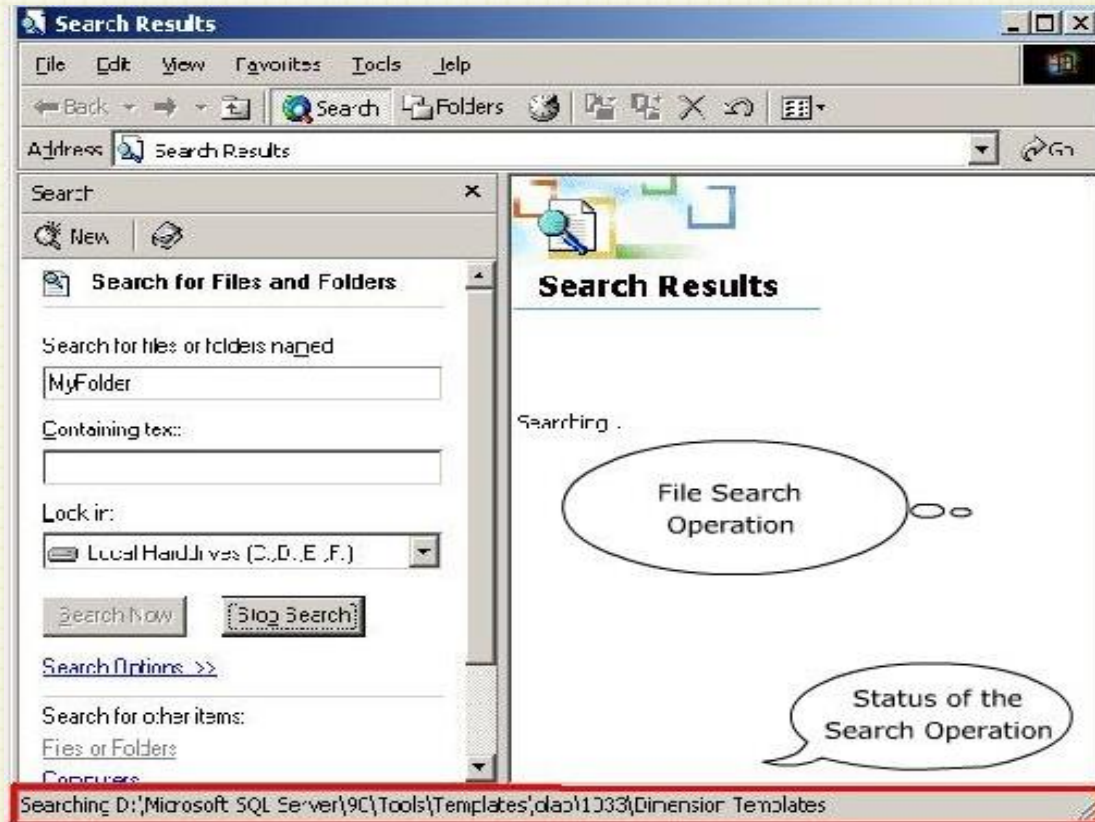 Search Results
File Edit View Favorites Tools Help
Back Search Folders
Address Search Results Go
Search
New
Search for Files and Folders
Search for files or folders named
MyFolder
Containing text:
Look in:
Local Harddrives (C:,D:,E:,F:)
Search Now Stop Search
Search Options >>
Search for other items:
Files or Folders
Computers
Search Results
Searching...
File Search
Operation
Status of the
Search Operation
Searching D:\Microsoft SQL Server\90\Tools\Templates\olap\1033\Dimension Templates